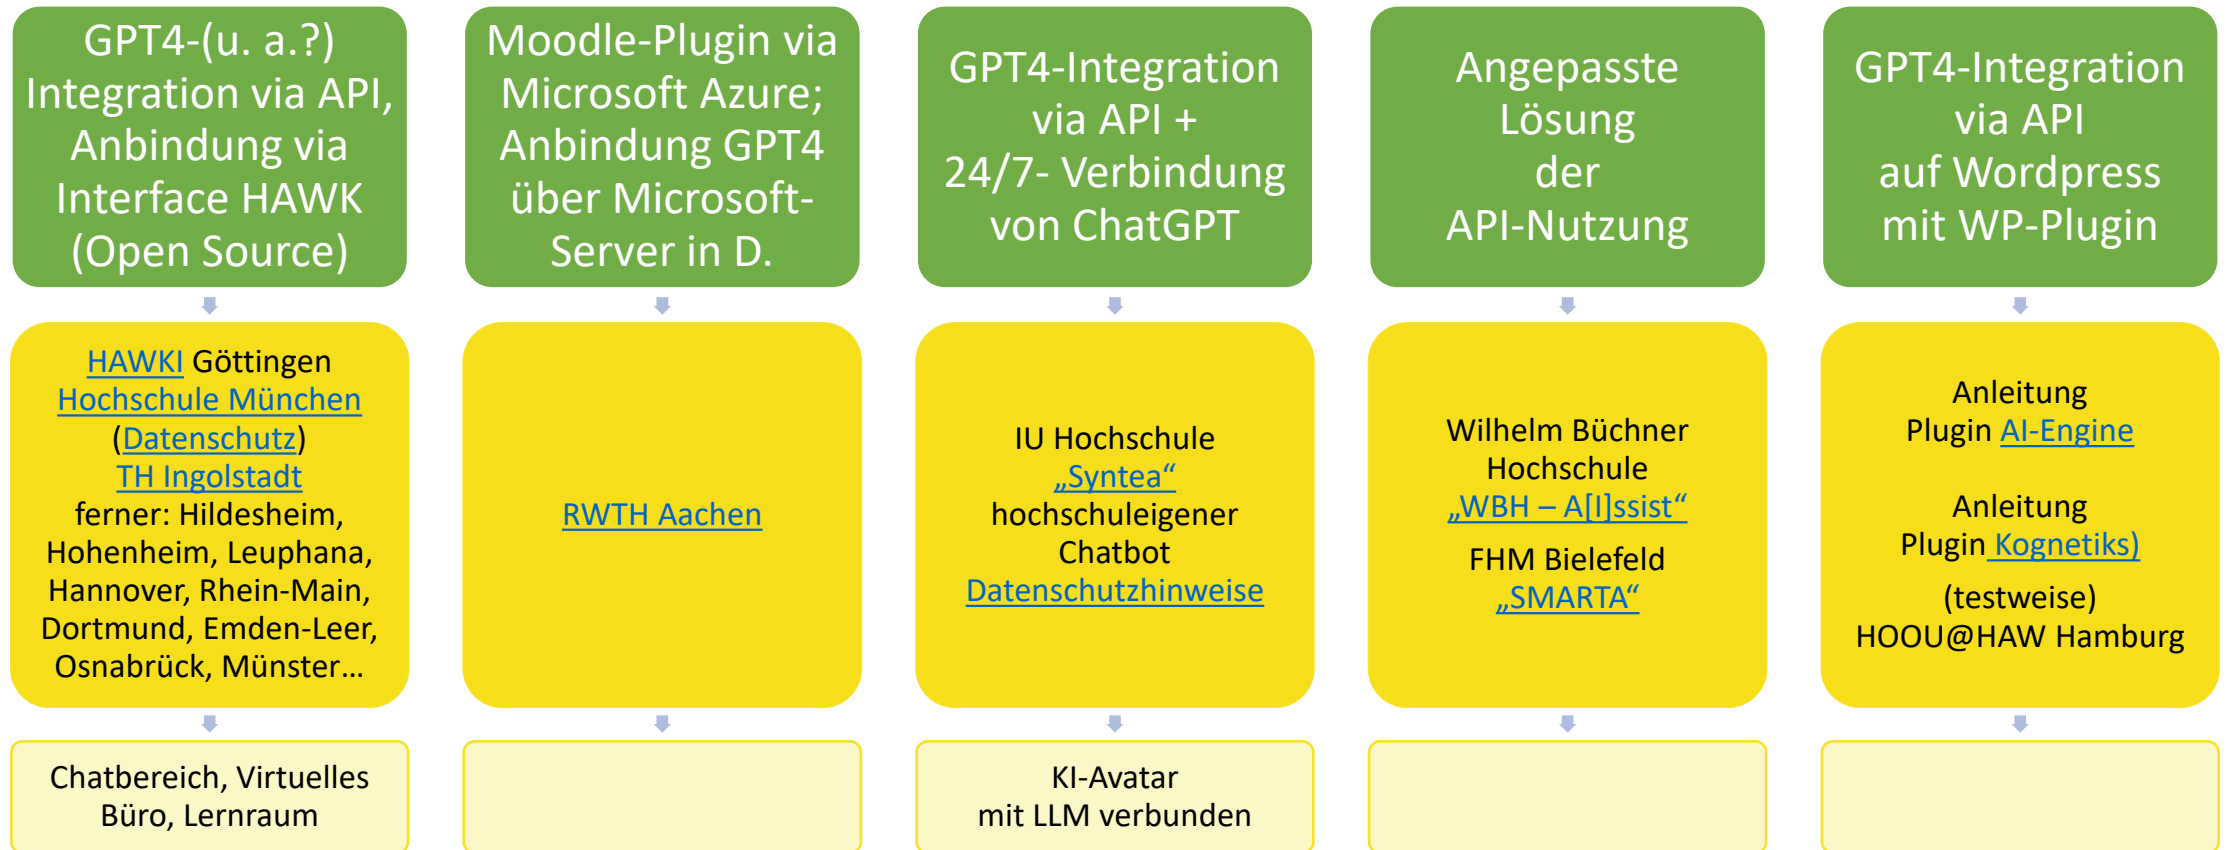 GPT4-(u. a.?)
Integration via API,
Anbindung via
Interface HAWK
(Open Source)
HAWKI Göttingen
Hochschule München
(Datenschutz)
TH Ingolstadt
ferner: Hildesheim,
Hohenheim, Leuphana,
Hannover, Rhein-Main,
Dortmund, Emden-Leer,
Osnabrück, Münster…
Chatbereich, Virtuelles
Büro, Lernraum
Moodle-Plugin via
Microsoft Azure;
Anbindung GPT4
über Microsoft-
Server in D.
RWTH Aachen
GPT4-Integration
via API +
24/7- Verbindung
von ChatGPT
IU Hochschule
„Syntea“
hochschuleigener
Chatbot
Datenschutzhinweise
KI-Avatar
mit LLM verbunden
Angepasste
Lösung
der
API-Nutzung
Wilhelm Büchner
Hochschule
„WBH – A[I]ssist“
FHM Bielefeld
„SMARTA“
GPT4-Integration
via API
auf Wordpress
mit WP-Plugin
Anleitung
Plugin AI-Engine
Anleitung
Plugin Kognetiks)
(testweise)
HOOU@HAW Hamburg